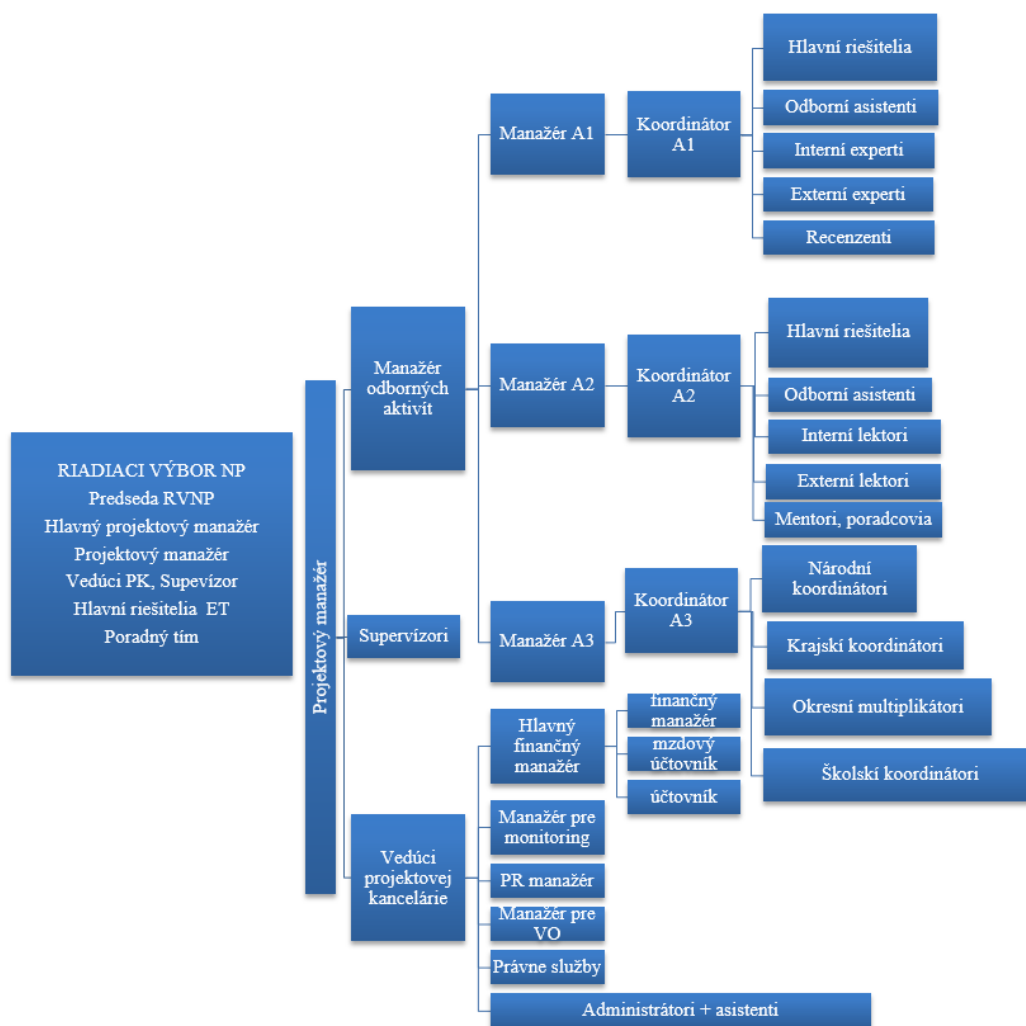 RIADIACI VÝBOR NP
Predseda RVNP
Hlavný projektový manažér
Projektový manažér
Vedúci PK, Supevízor
Hlavní riešitelia ET
Poradný tím
Projektový manažér
Manažér
odborných
aktivít
Supervízori
Vedúci
projektovej
kancelárie
Manažér A1
Koordinátor
A1
Hlavní riešitelia
Odborní asistenti
Interní experti
Externí experti
Recenzenti
Manažér A2
Koordinátor
A2
Hlavní riešitelia
Odborní asistenti
Interní lektori
Externí lektori
Mentori, poradcovia
Manažér A3
Koordinátor
A3
Národní
koordinátori
Krajskí koordinátori
Okresní multiplikátori
Školskí koordinátori
Hlavný
finančný
manažér
finančný
manažér
mzdový
účtovník
účtovník
Manažér pre
monitoring
PR manažér
Manažér pre
VO
Právne služby
Administrátori + asistenti